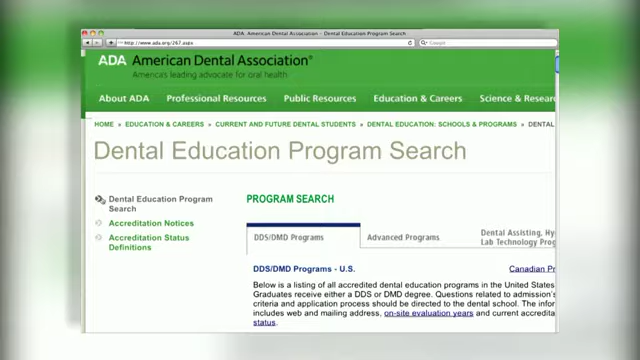 ADA: American Dental Association - Dental Education Program Search
http://www.ada.org/267.aspx
Google
ADA American Dental Association®
America's leading advocate for oral health
About ADA Professional Resources Public Resources Education & Careers Science & Resear
HOME » EDUCATION & CAREERS » CURRENT AND FUTURE DENTAL STUDENTS » DENTAL EDUCATION: SCHOOLS & PROGRAMS » DENTAL
Dental Education Program Search
Dental Education Program
Search
Accreditation Notices
Accreditation Status
Definitions
PROGRAM SEARCH
DDS/DMD Programs
Advanced Programs
Dental Assisting, Hy
Lab Technology Prog
DDS/DMD Programs - U.S.
Canadian Pr
Below is a listing of all accredited dental education programs in the United States
Graduates receive either a DDS or DMD degree. Questions related to admission's
criteria and application process should be directed to the dental school. The infor
includes web and mailing address, on-site evaluation years and current accredita
status.